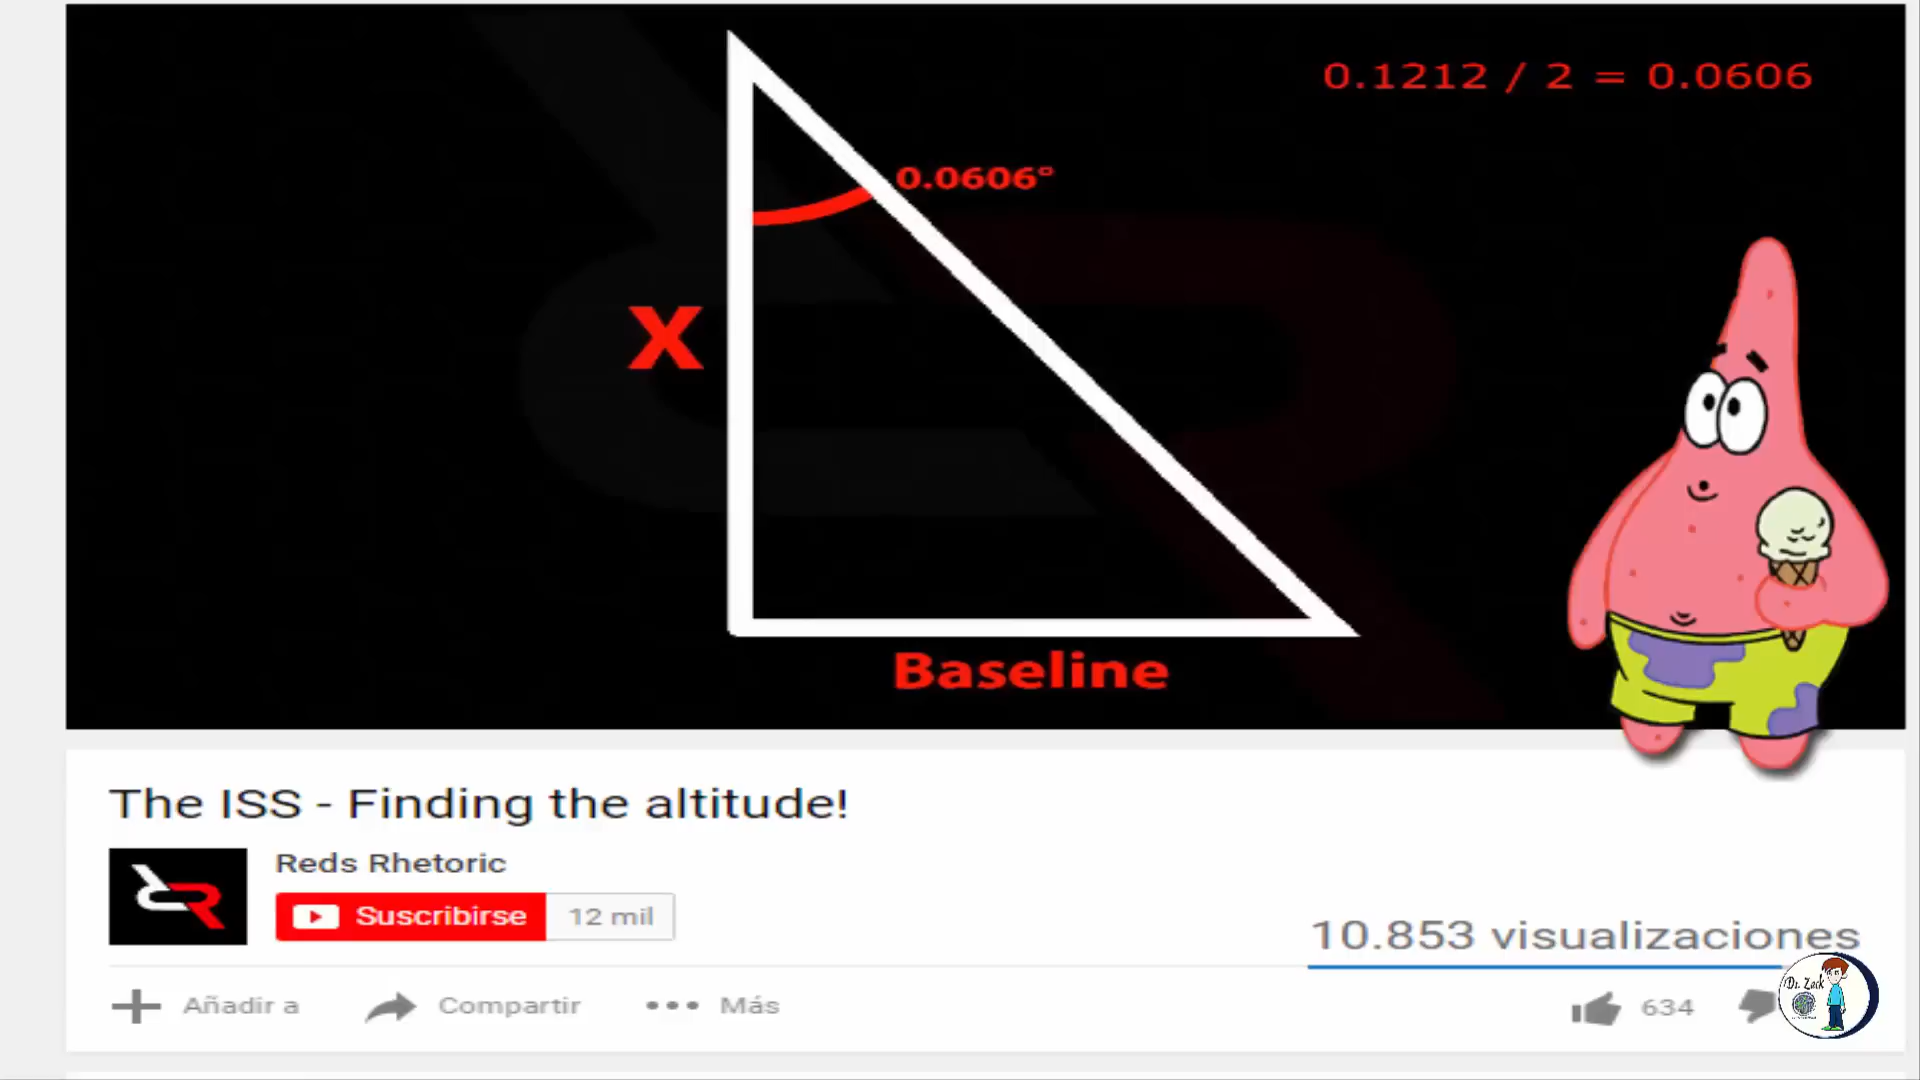 0.1212 / 2 = 0.0606
0.0606°
X
Baseline
The ISS - Finding the altitude!
Reds Rhetoric
Suscribirse 12 mil
10.853 visualizaciones
Añadir a Compartir Más
634
Dr. Zack